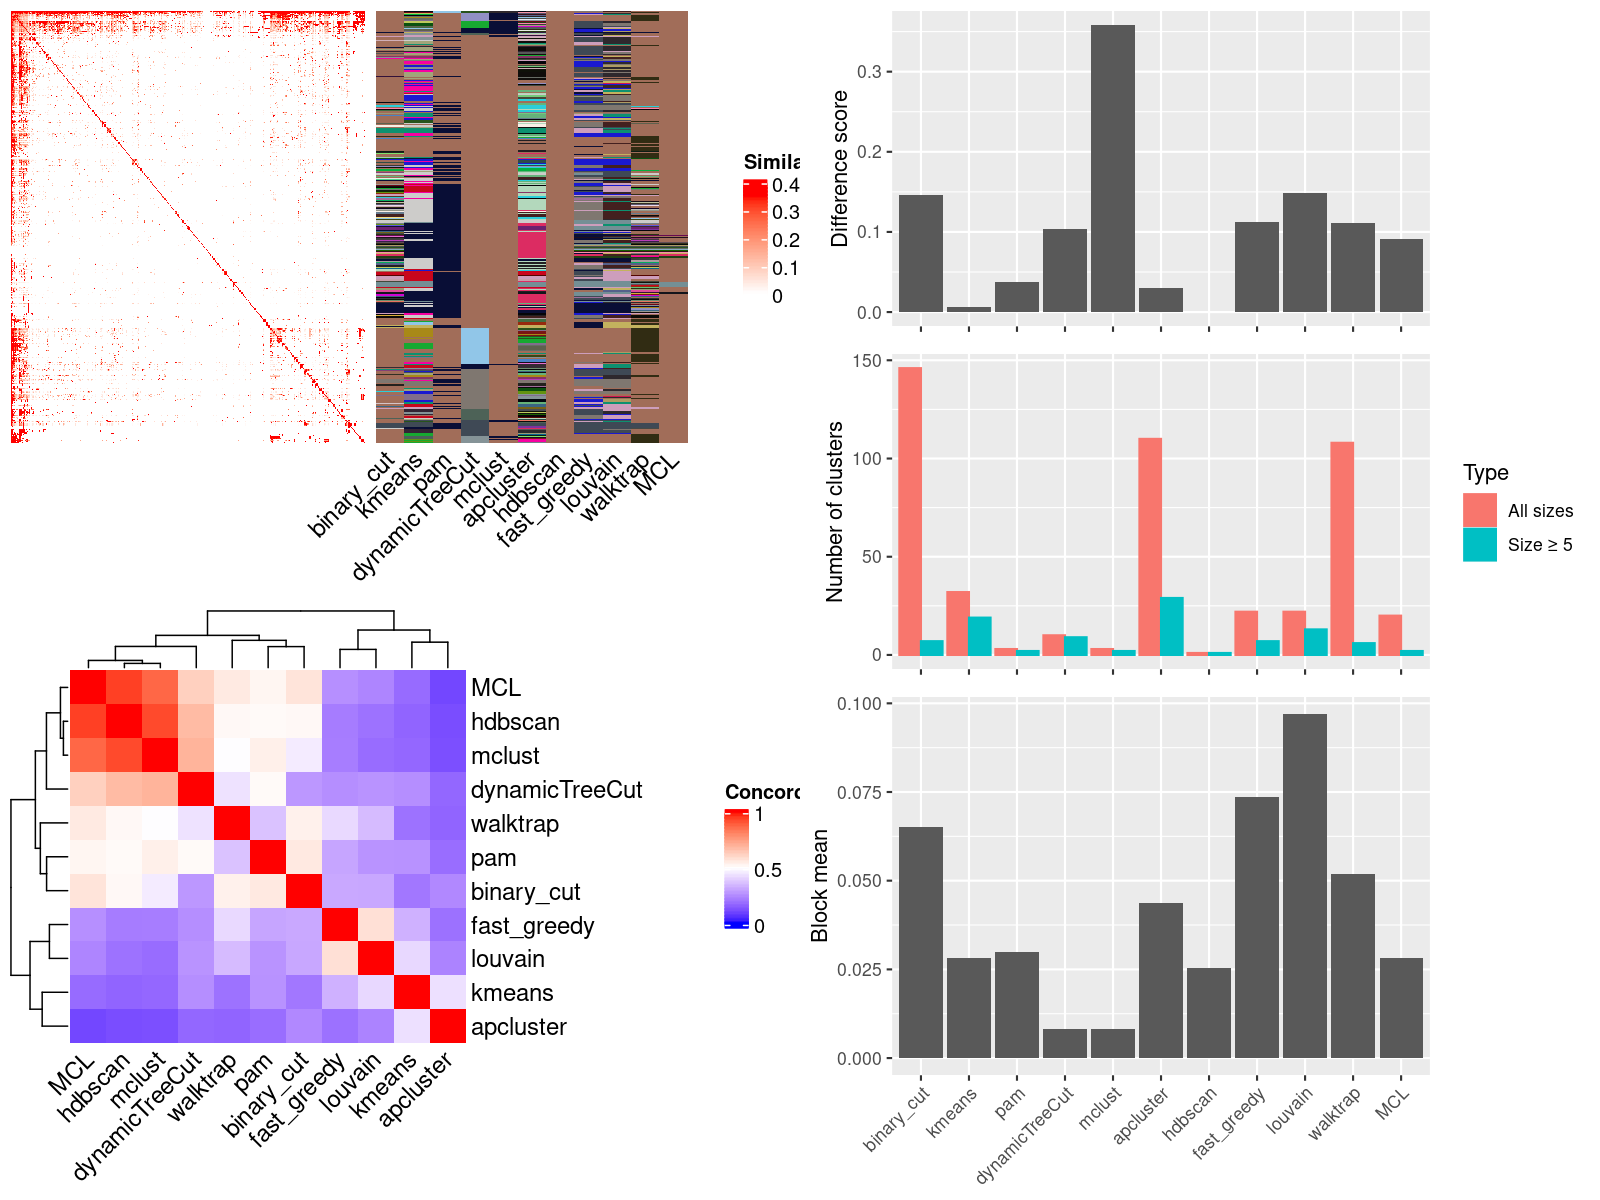 Simila
0.4
0.3
0.2
0.1
0
binary_cut
kmeans
pam
dynamicTreeCut
mclust
apcluster
hdbscan
fast_greedy
louvain
walktrap
MCL
MCL
hdbscan
mclust
dynamicTreeCut
walktrap
pam
binary_cut
fast_greedy
louvain
kmeans
apcluster
MCL
hdbscan
mclust
dynamicTreeCut
walktrap
pam
binary_cut
fast_greedy
louvain
kmeans
apcluster
Concord
1
0.5
0
Difference score
0.3
0.2
0.1
0.0
Number of clusters
150
100
50
0
Type
All sizes
Size ≥ 5
Block mean
0.100
0.075
0.050
0.025
0.000
binary_cut
kmeans
pam
dynamicTreeCut
mclust
apcluster
hdbscan
fast_greedy
louvain
walktrap
MCL